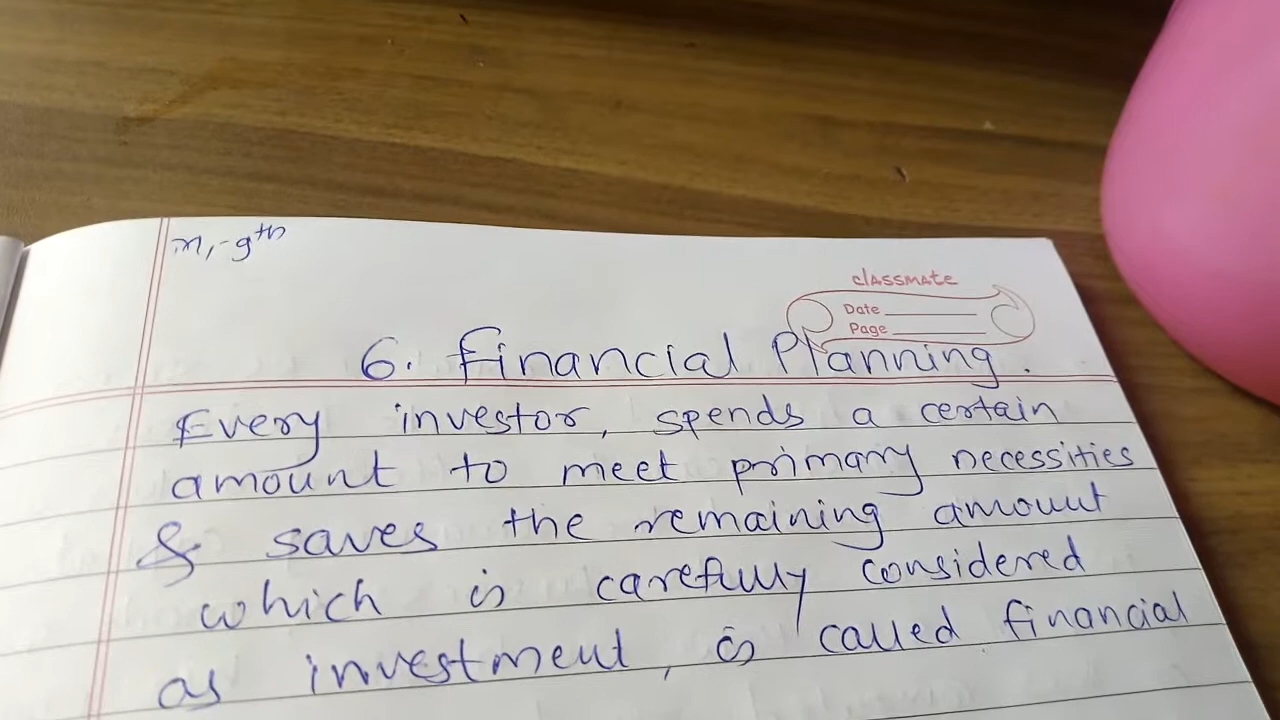 m,-9th
classmate
Date
Page
6. Financial Planning.
Every investor, spends a certain
amount to meet primary necessities
& saves the remaining amount
which is carefully considered
as investment, is called financial